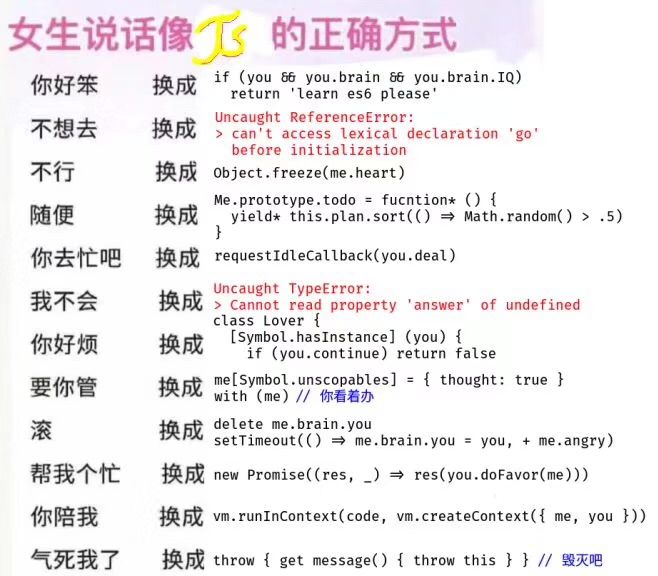 女生说话像 Js 的正确方式
你好笨 换成 if (you && you.brain && you.brain.IQ)
return 'learn es6 please'
不想去 换成 Uncaught ReferenceError:
> can't access lexical declaration 'go'
before initialization
不行 换成 Object.freeze(me.heart)
随便 换成 Me.prototype.todo = fucntion* () {
yield* this.plan.sort(() => Math.random() > .5)
}
你去忙吧 换成 requestIdleCallback(you.deal)
我不会 换成 Uncaught TypeError:
> Cannot read property 'answer' of undefined
你好烦 换成 class Lover {
[Symbol.hasInstance] (you) {
if (you.continue) return false
要你管 换成 me[Symbol.unscopables] = { thought: true }
with (me) // 你看着办
滚 换成 delete me.brain.you
setTimeout(() => me.brain.you = you, + me.angry)
帮我个忙 换成 new Promise((res, _) => res(you.doFavor(me)))
你陪我 换成 vm.runInContext(code, vm.createContext({ me, you }))
气死我了 换成 throw { get message() { throw this } } // 毁灭吧